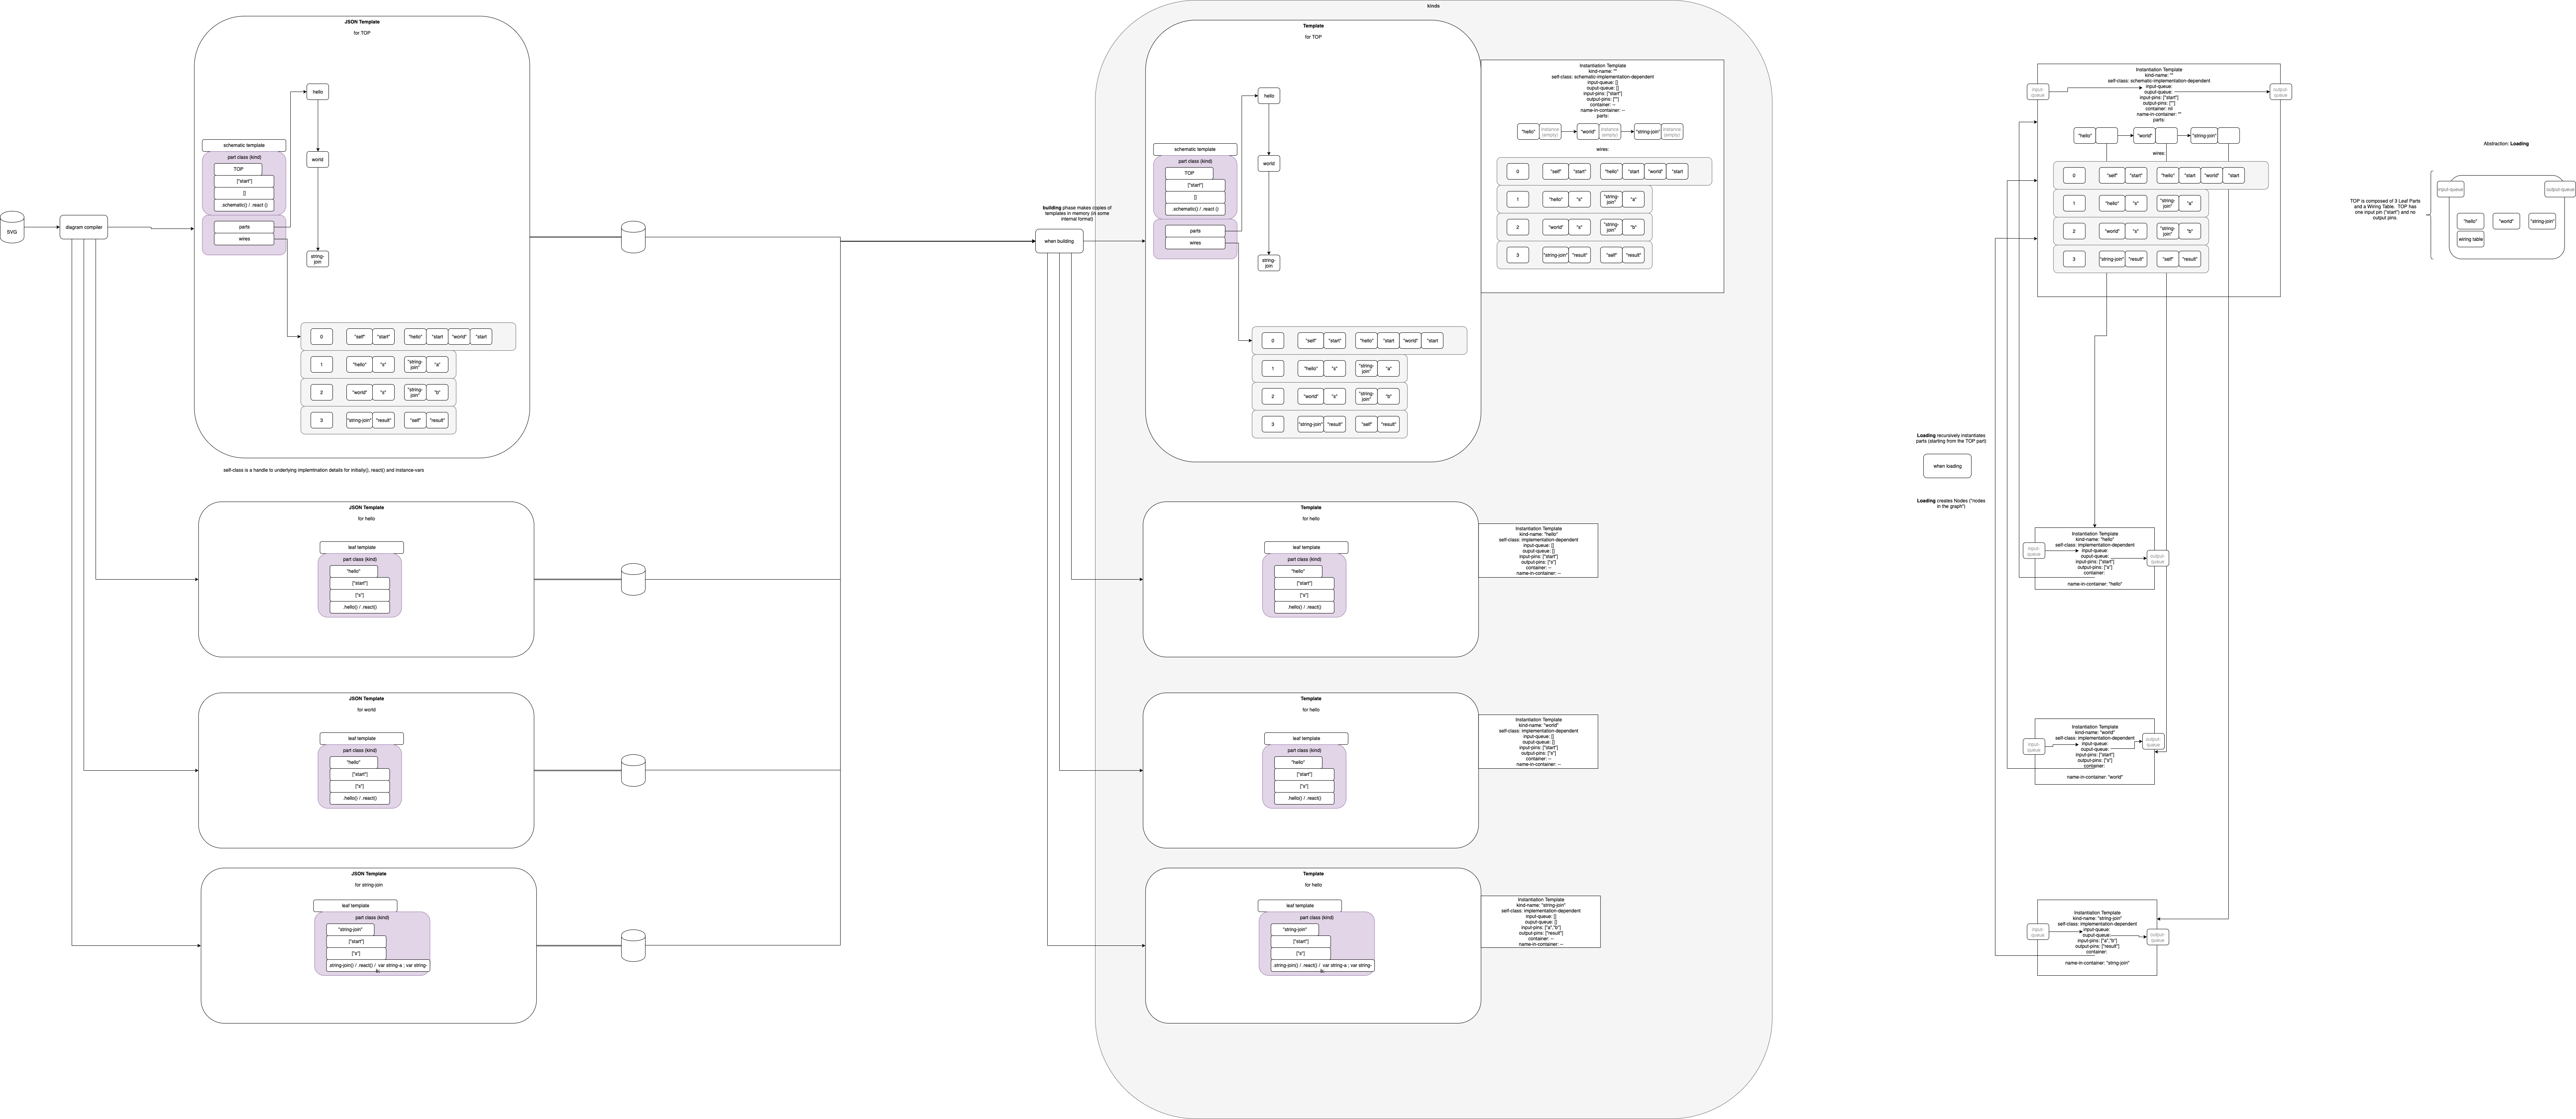 SVG
diagram compiler
JSON Template
for TOP
hello
world
string-
join
schematic template
part class (kind)
TOP
["start"]
[]
.schematic() / .react ()
parts
wires
0
"self"
"start"
"hello"
"start
"world"
"start
1
"hello"
"s"
"string-
join"
"a"
2
"world"
"s"
"string-
join"
"b"
3
"string-join"
"result"
"self"
"result"
self-class is a handle to underlying implemtnation details for initially(), react() and instance-vars
JSON Template
for hello
leaf template
part class (kind)
"hello"
["start"]
["s"]
.hello() / .react()
JSON Template
for world
leaf template
part class (kind)
"hello"
["start"]
["s"]
.hello() / .react()
JSON Template
for string-join
leaf template
part class (kind)
"string-join"
["start"]
["s"]
.string-join() / .react() / var string-a ; var string-
b;
building phase makes copies of
templates in memory (in some
internal format)
when building
kinds
Template
for TOP
hello
world
string-
join
schematic template
part class (kind)
TOP
["start"]
[]
.schematic() / .react ()
parts
wires
0
"self"
"start"
"hello"
"start
"world"
"start
1
"hello"
"s"
"string-
join"
"a"
2
"world"
"s"
"string-
join"
"b"
3
"string-join"
"result"
"self"
"result"
Instantiation Template
kind-name: ""
self-class: schematic-implementation-dependent
input-queue: []
ouput-queue: []
input-pins: ["start"]
output-pins: [""]
container: --
name-in-container: --
parts:
"hello"
instance
(empty)
"world"
instance
(empty)
"string-join"
instance
(empty)
wires:
0
"self"
"start"
"hello"
"start
"world"
"start
1
"hello"
"s"
"string-
join"
"a"
2
"world"
"s"
"string-
join"
"b"
3
"string-join"
"result"
"self"
"result"
Template
for hello
leaf template
part class (kind)
"hello"
["start"]
["s"]
.hello() / .react()
Instantiation Template
kind-name: "hello"
self-class: implementation-dependent
input-queue: []
ouput-queue: []
input-pins: ["start"]
output-pins: ["s"]
container: --
name-in-container: --
Template
for hello
leaf template
part class (kind)
"hello"
["start"]
["s"]
.hello() / .react()
Instantiation Template
kind-name: "world"
self-class: implementation-dependent
input-queue: []
ouput-queue: []
input-pins: ["start"]
output-pins: ["s"]
container: --
name-in-container: --
Template
for hello
leaf template
part class (kind)
"string-join"
["start"]
["s"]
.string-join() / .react() / var string-a ; var string-
b;
Instantiation Template
kind-name: "string-join"
self-class: implementation-dependent
input-queue: []
ouput-queue: []
input-pins: ["a","b"]
output-pins: ["result"]
container: --
name-in-container: --
Loading recursively instantiates
parts (starting from the TOP part)
when loading
Loading creates Nodes ("nodes
in the graph")
Instantiation Template
kind-name: ""
self-class: schematic-implementation-dependent
input-queue:
ouput-queue:
input-pins: ["start"]
output-pins: [""]
container: nil
name-in-container: ""
parts:
input-
queue
output-
queue
"hello"
"world"
"string-join"
wires:
0
"self"
"start"
"hello"
"start
"world"
"start
1
"hello"
"s"
"string-
join"
"a"
2
"world"
"s"
"string-
join"
"b"
3
"string-join"
"result"
"self"
"result"
Instantiation Template
kind-name: "hello"
self-class: implementation-dependent
input-queue:
ouput-queue:
input-pins: ["start"]
output-pins: ["s"]
container:
name-in-container: "hello"
input-
queue
output-
queue
Instantiation Template
kind-name: "world"
self-class: implementation-dependent
input-queue:
ouput-queue:
input-pins: ["start"]
output-pins: ["s"]
container:
name-in-container: "world"
input-
queue
output-
queue
Instantiation Template
kind-name: "string-join"
self-class: implementation-dependent
input-queue:
ouput-queue:
input-pins: ["a","b"]
output-pins: ["result"]
container:
name-in-container: "strng-join"
input-
queue
output-
queue
Abstraction: Loading
TOP is composed of 3 Leaf Parts
and a Wiring Table. TOP has
one input pin ("start") and no
output pins.
input-queue
output-queue
"hello"
"world"
"string-join"
wiring table